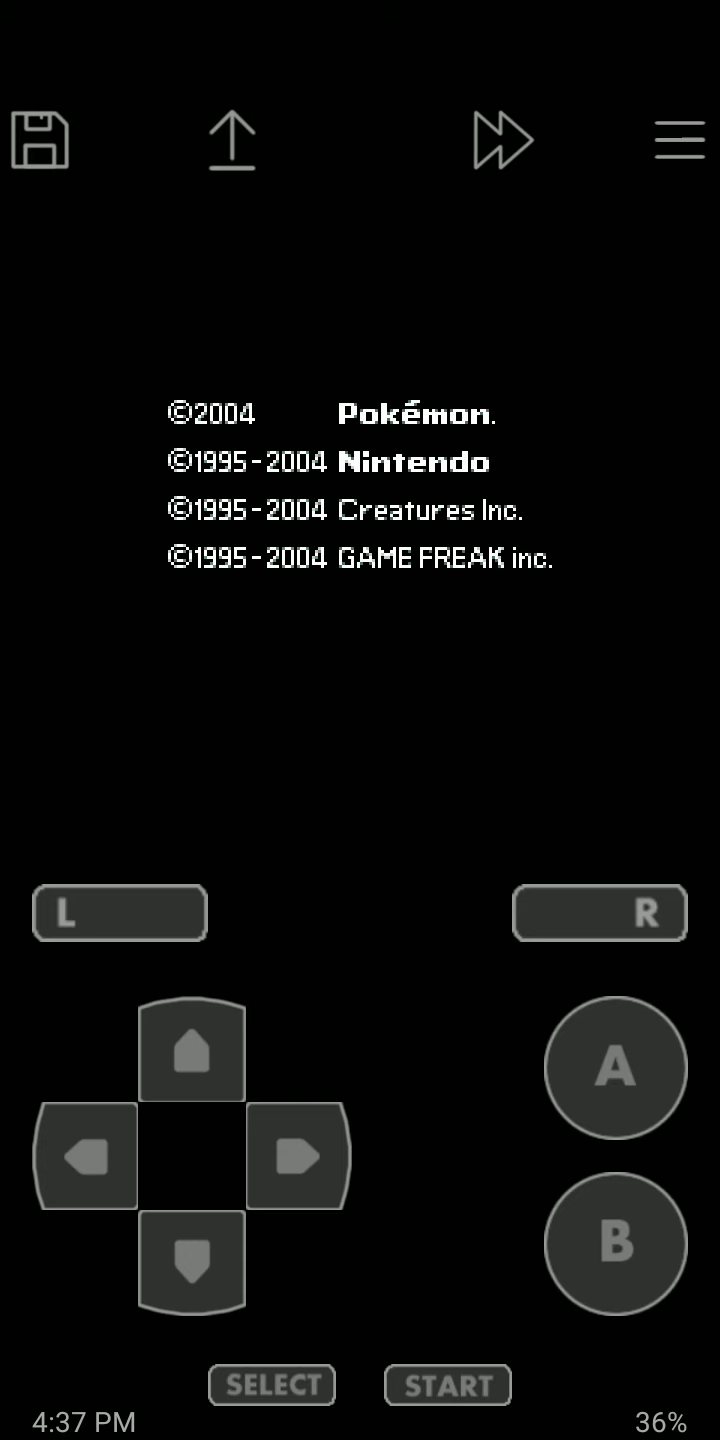 ©2004 Pokémon.
©1995-2004 Nintendo
©1995-2004 Creatures Inc.
©1995-2004 GAME FREAK inc.
L R
A
B
SELECT START
4:37 PM 36%